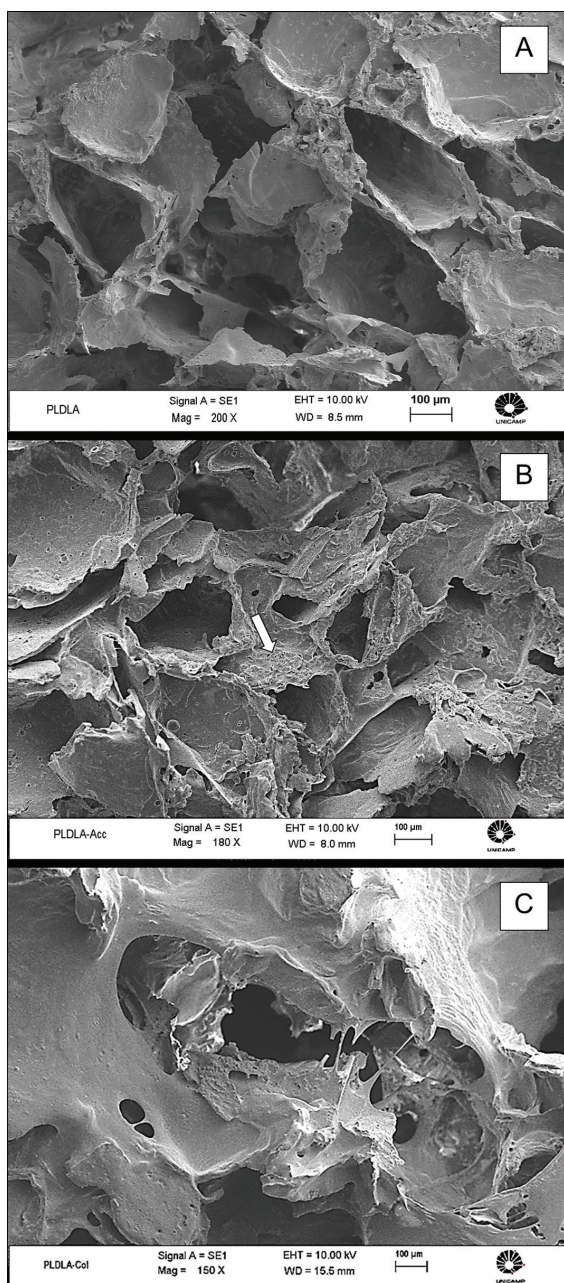 A
PLDLA
Signal A = SE1
Mag = 200 X
EHT = 10.00 kV
WD = 8.5 mm
100 µm
UNICAMP
B
PLDLA-Acc
Signal A = SE1
Mag = 180 X
EHT = 10.00 kV
WD = 8.0 mm
100 µm
UNICAMP
C
PLDLA-Col
Signal A = SE1
Mag = 150 X
EHT = 10.00 kV
WD = 15.5 mm
100 µm
UNICAMP